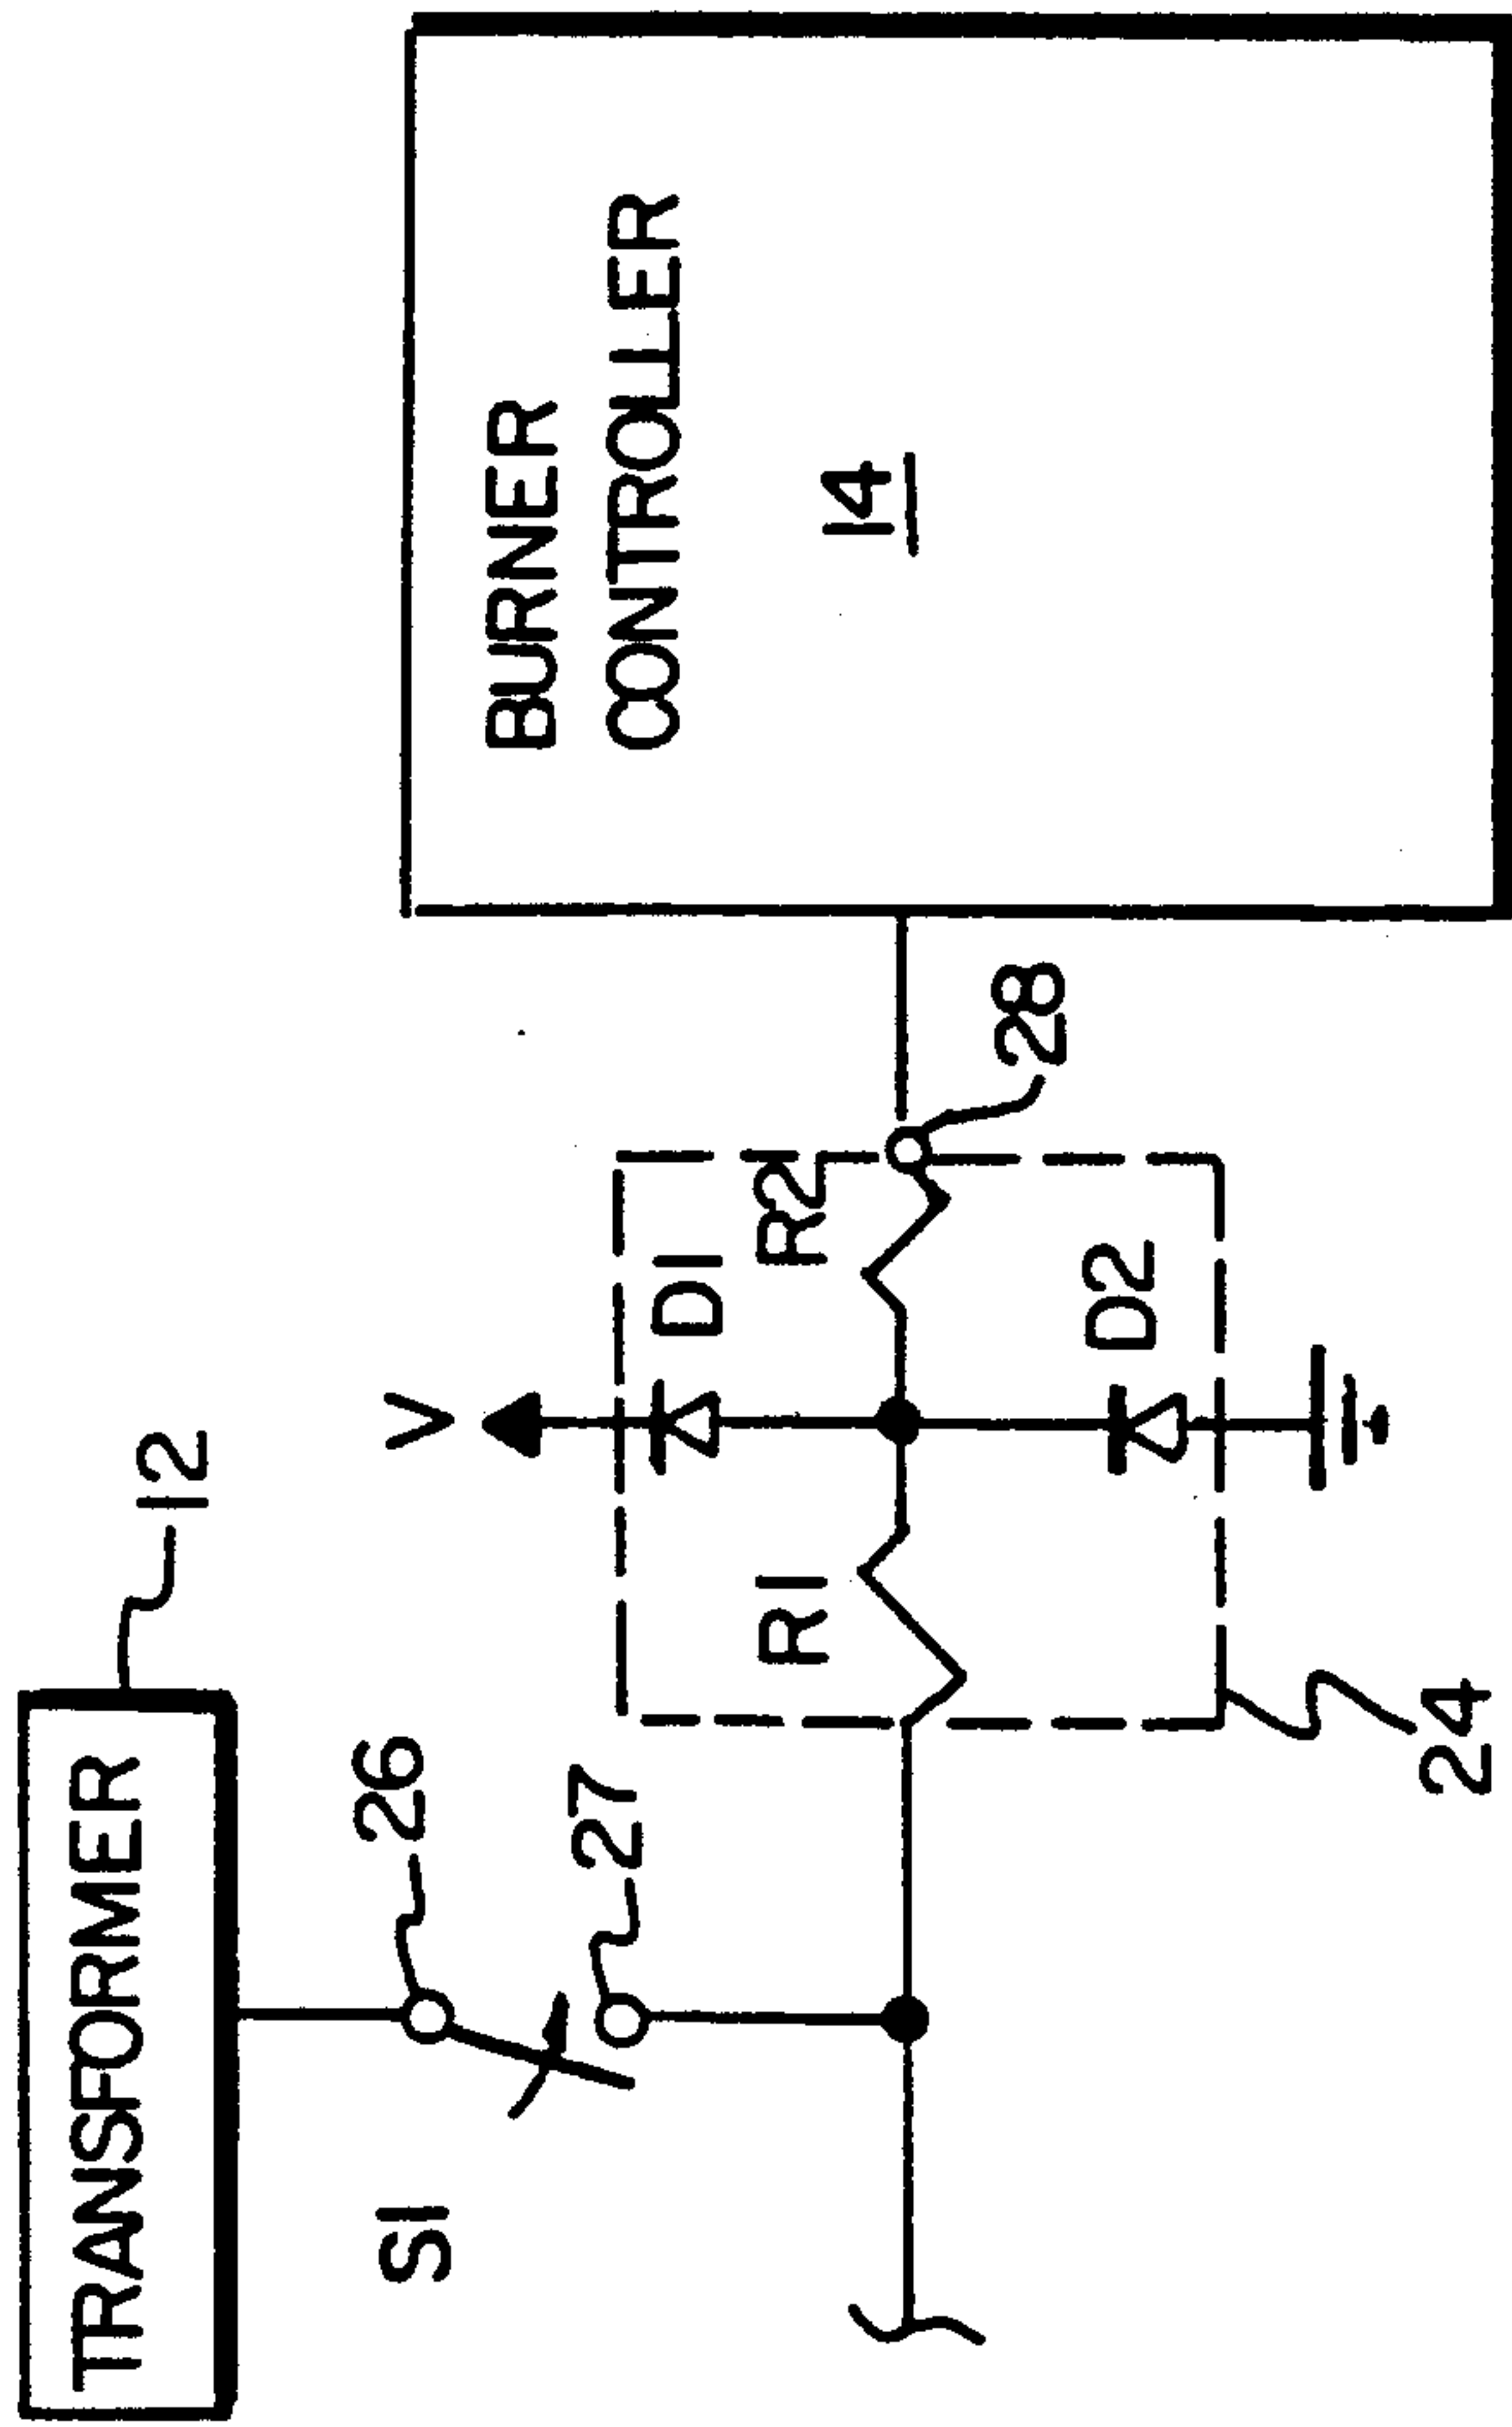 TRANSFORMER
12
S1
26
27
V
R1
D1
R2
D2
24
28
BURNER
CONTROLLER
14